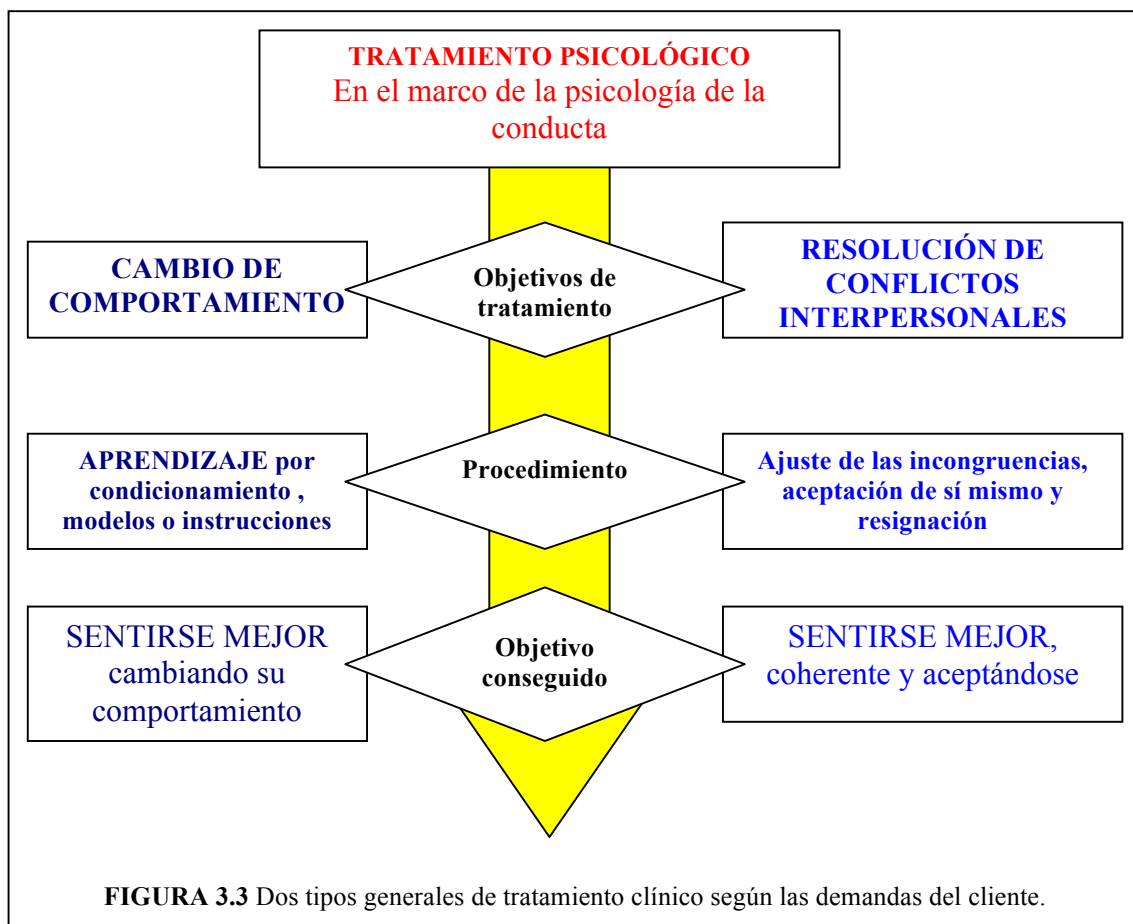 TRATAMIENTO PSICOLÓGICO
En el marco de la psicología de la
conducta
CAMBIO DE
COMPORTAMIENTO
Objetivos de
tratamiento
RESOLUCIÓN DE
CONFLICTOS
INTERPERSONALES
APRENDIZAJE por
condicionamiento ,
modelos o instrucciones
Procedimiento
Ajuste de las incongruencias,
aceptación de sí mismo y
resignación
SENTIRSE MEJOR
cambiando su
comportamiento
Objetivo
conseguido
SENTIRSE MEJOR,
coherente y aceptándose
FIGURA 3.3 Dos tipos generales de tratamiento clínico según las demandas del cliente.